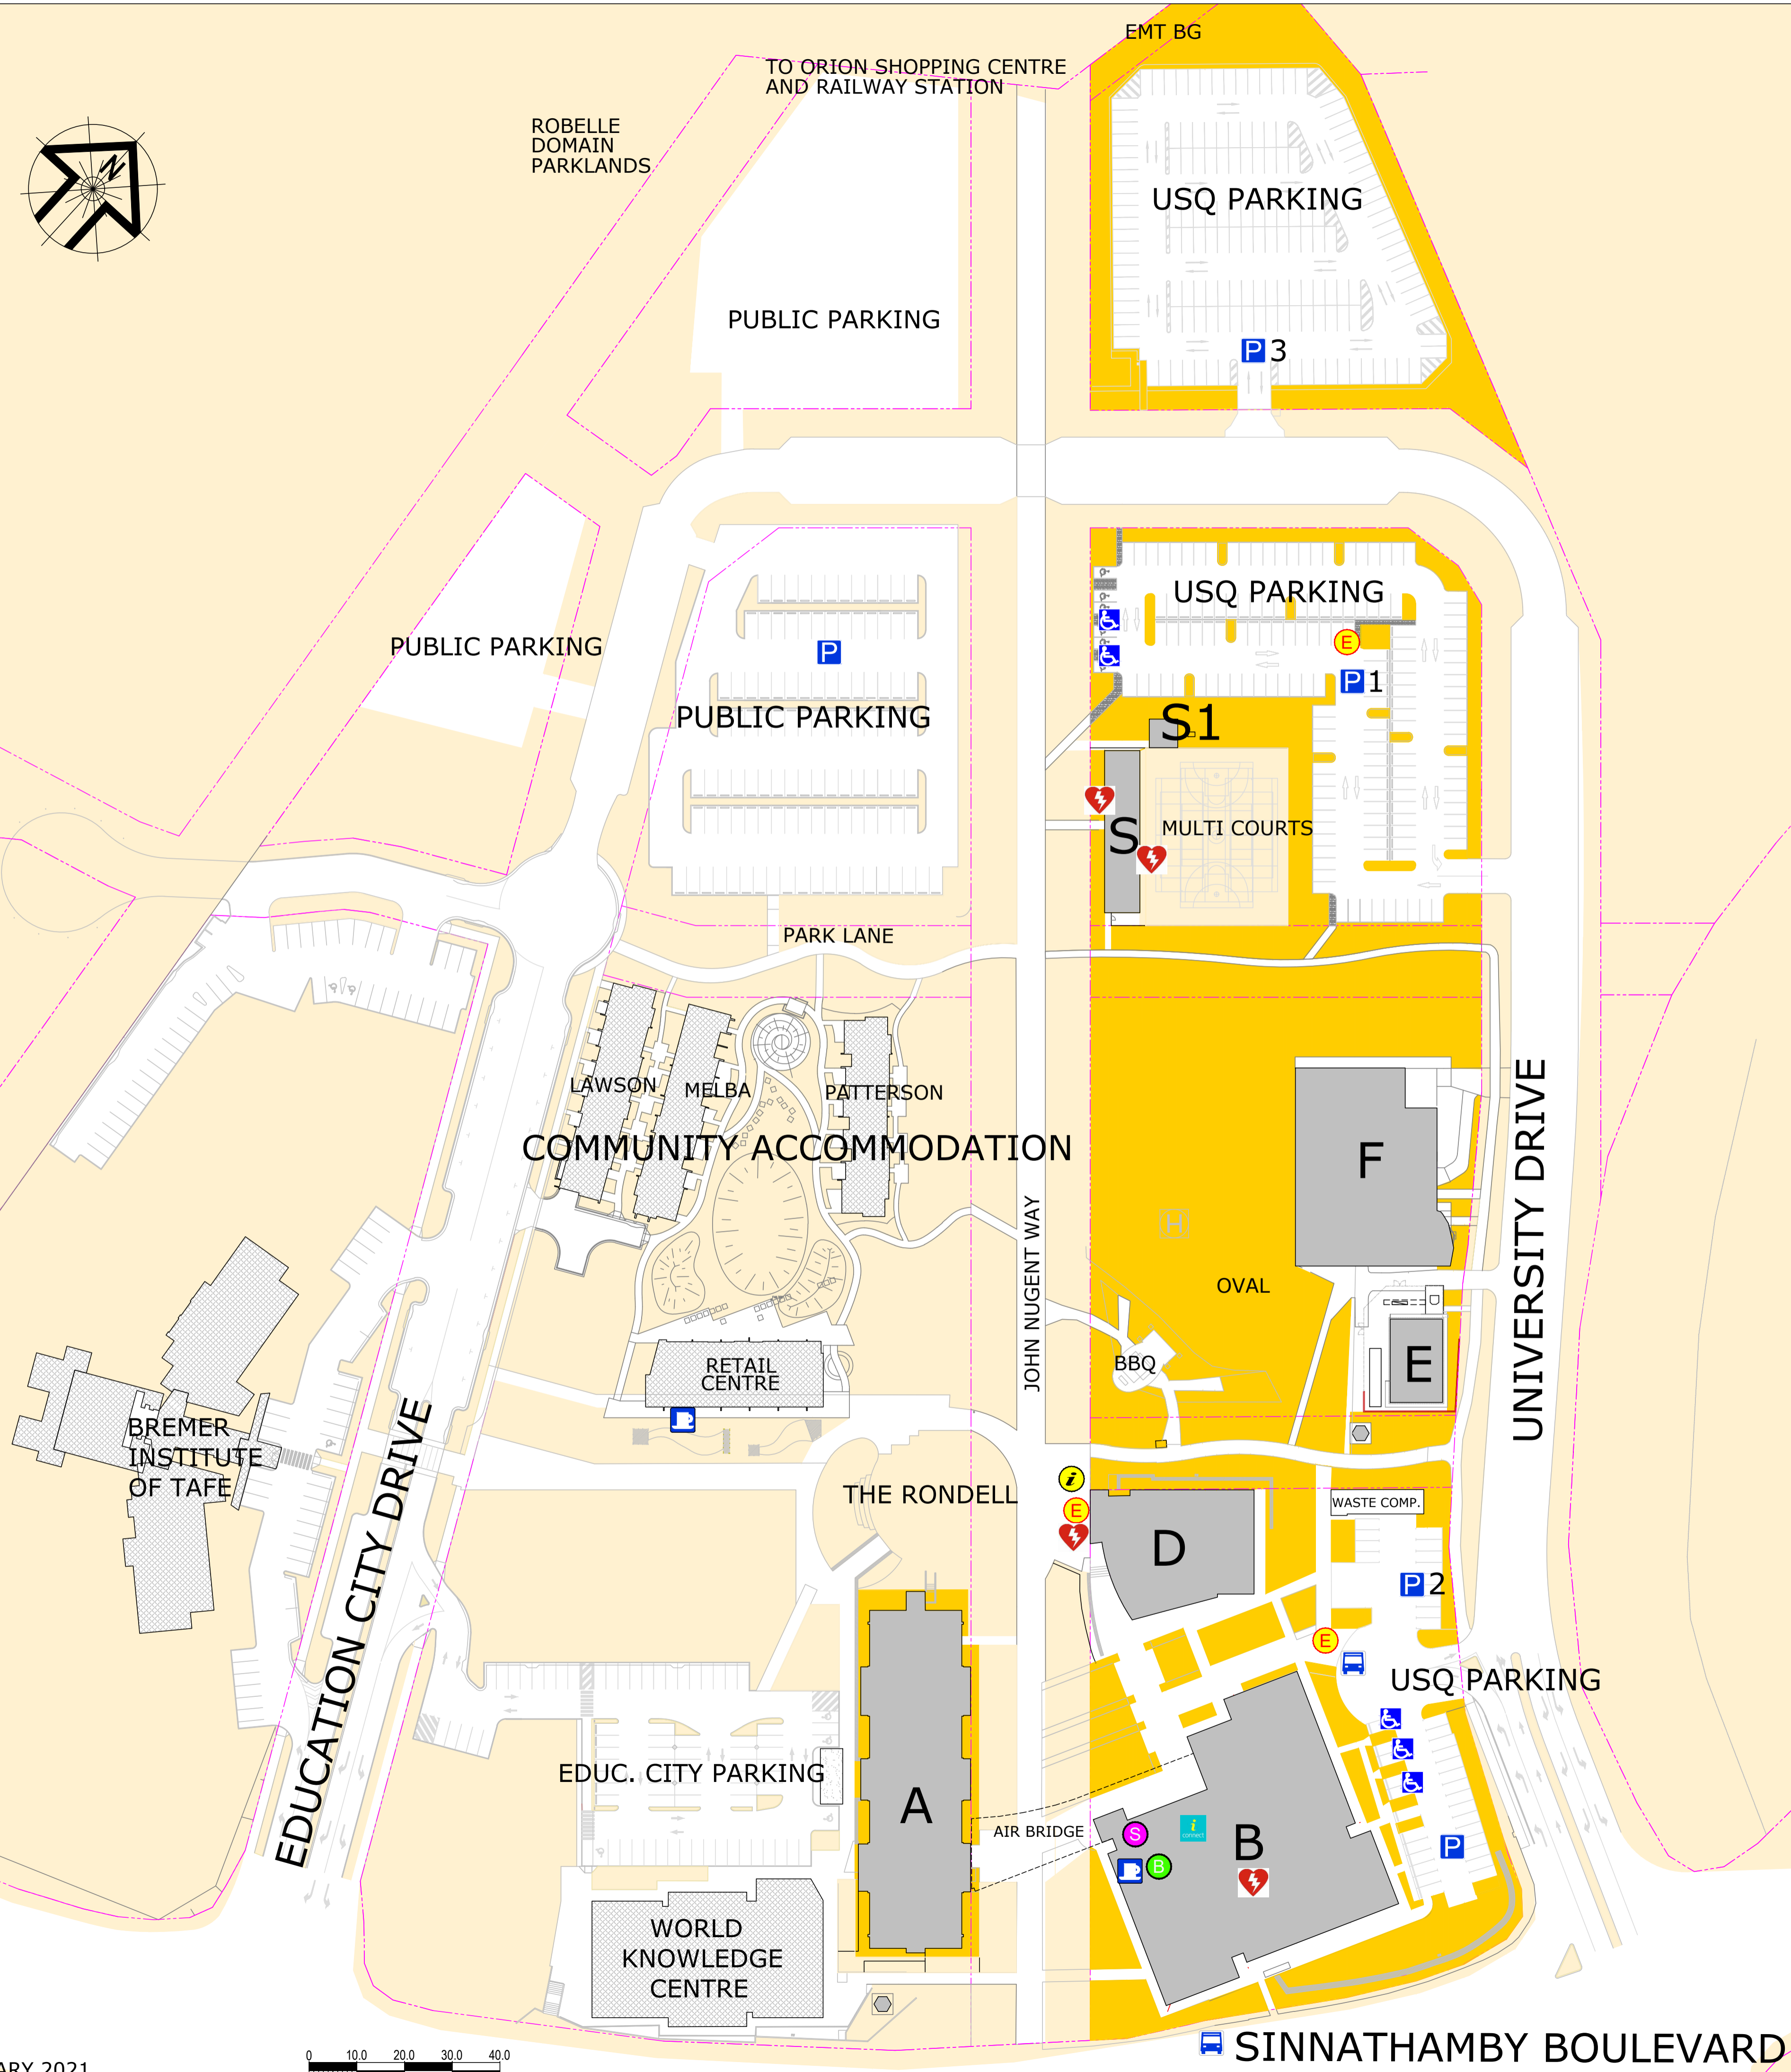 EMT BG
TO ORION SHOPPING CENTRE
AND RAILWAY STATION
ROBELLE
DOMAIN
PARKLANDS
N
USQ PARKING
PUBLIC PARKING
P 3
USQ PARKING
E
PUBLIC PARKING
P
P 1
PUBLIC PARKING
S1
S
MULTI COURTS
PARK LANE
LAWSON
MELBA
PATTERSON
COMMUNITY ACCOMMODATION
F
H
OVAL
JOHN NUGENT WAY
UNIVERSITY DRIVE
D
RETAIL
CENTRE
BBQ
E
BREMER
INSTITUTE
OF TAFE
EDUCATION CITY DRIVE
THE RONDELL
i
E
WASTE COMP.
D
P 2
E
USQ PARKING
EDUC. CITY PARKING
A
AIR BRIDGE
S
i
connect
B
B
P
WORLD
KNOWLEDGE
CENTRE
SINNATHAMBY BOULEVARD
ARY 2021
0 10.0 20.0 30.0 40.0